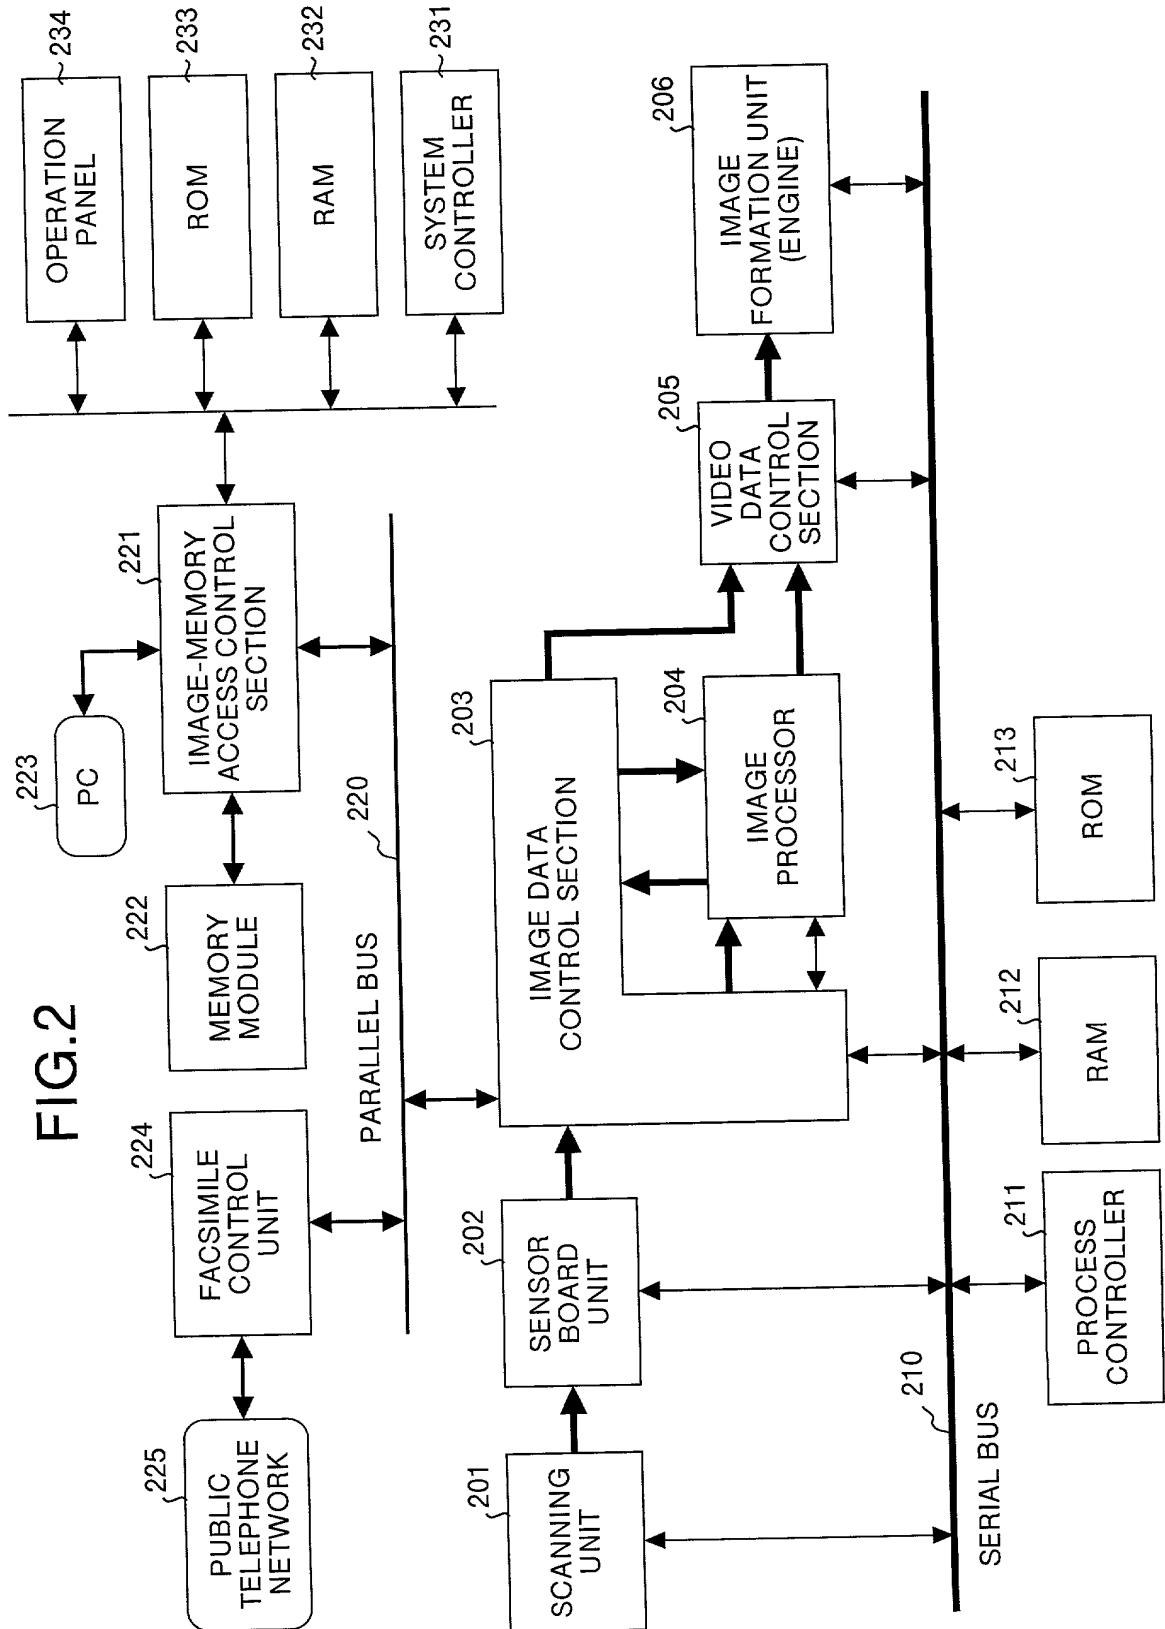 FIG.2
225
PUBLIC
TELEPHONE
NETWORK
224
FACSIMILE
CONTROL
UNIT
222
MEMORY
MODULE
223
PC
221
IMAGE-MEMORY
ACCESS CONTROL
SECTION
234
OPERATION
PANEL
233
ROM
232
RAM
231
SYSTEM
CONTROLLER
PARALLEL BUS
220
201
SCANNING
UNIT
202
SENSOR
BOARD
UNIT
203
IMAGE DATA
CONTROL SECTION
204
IMAGE
PROCESSOR
205
VIDEO
DATA
CONTROL
SECTION
206
IMAGE
FORMATION UNIT
(ENGINE)
SERIAL BUS
210
211
PROCESS
CONTROLLER
212
RAM
213
ROM